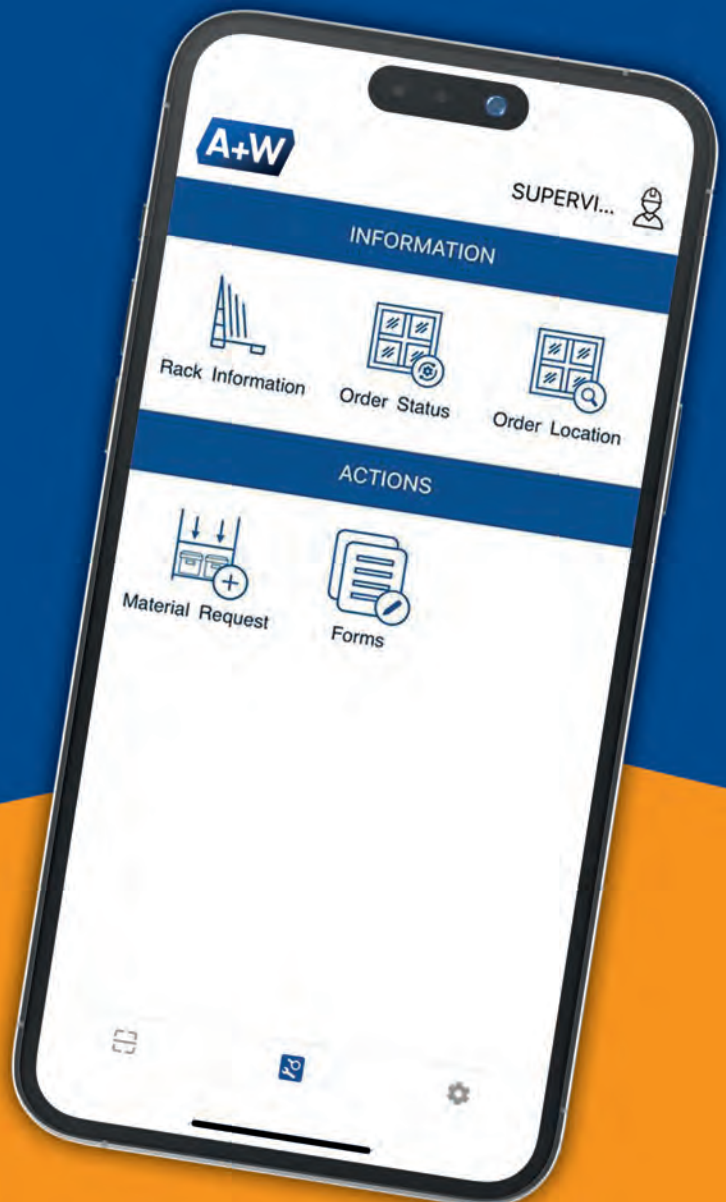 A+W
SUPERVI...
INFORMATION
Rack Information
Order Status
Order Location
ACTIONS
Material Request
Forms